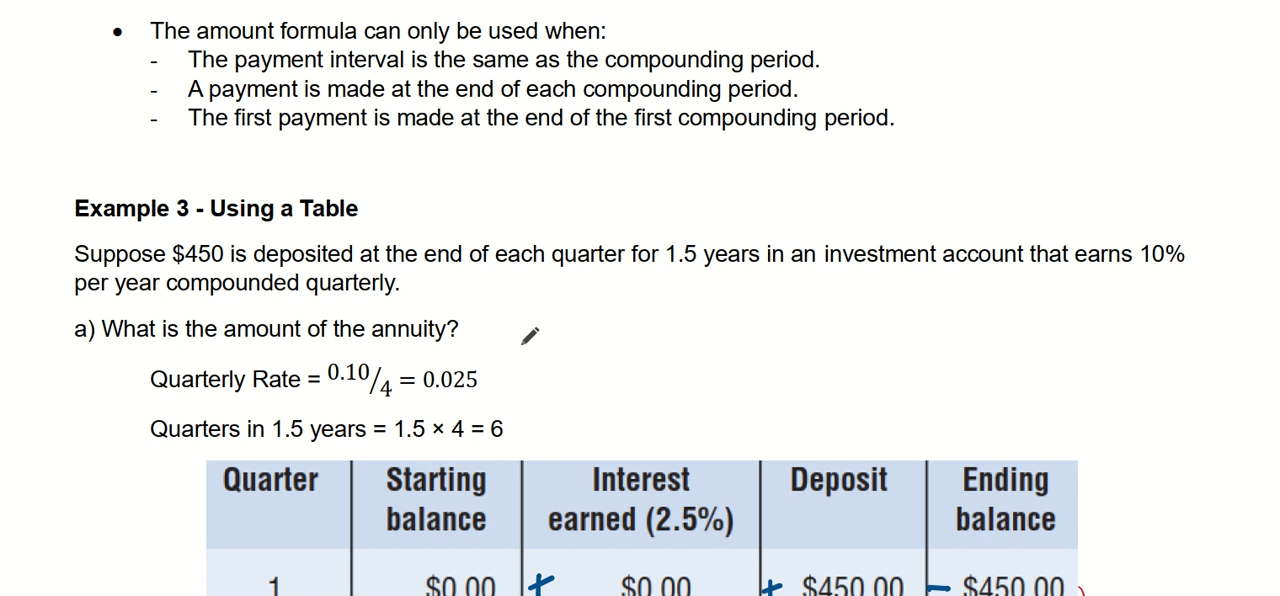 • The amount formula can only be used when:
- The payment interval is the same as the compounding period.
- A payment is made at the end of each compounding period.
- The first payment is made at the end of the first compounding period.
Example 3 - Using a Table
Suppose $450 is deposited at the end of each quarter for 1.5 years in an investment account that earns 10%
per year compounded quarterly.
a) What is the amount of the annuity?
Quarterly Rate = 0.10/4 = 0.025
Quarters in 1.5 years = 1.5 × 4 = 6
Quarter Starting balance Interest earned (2.5%) Deposit Ending balance
1 $0.00 + $0.00 + $450.00 – $450.00